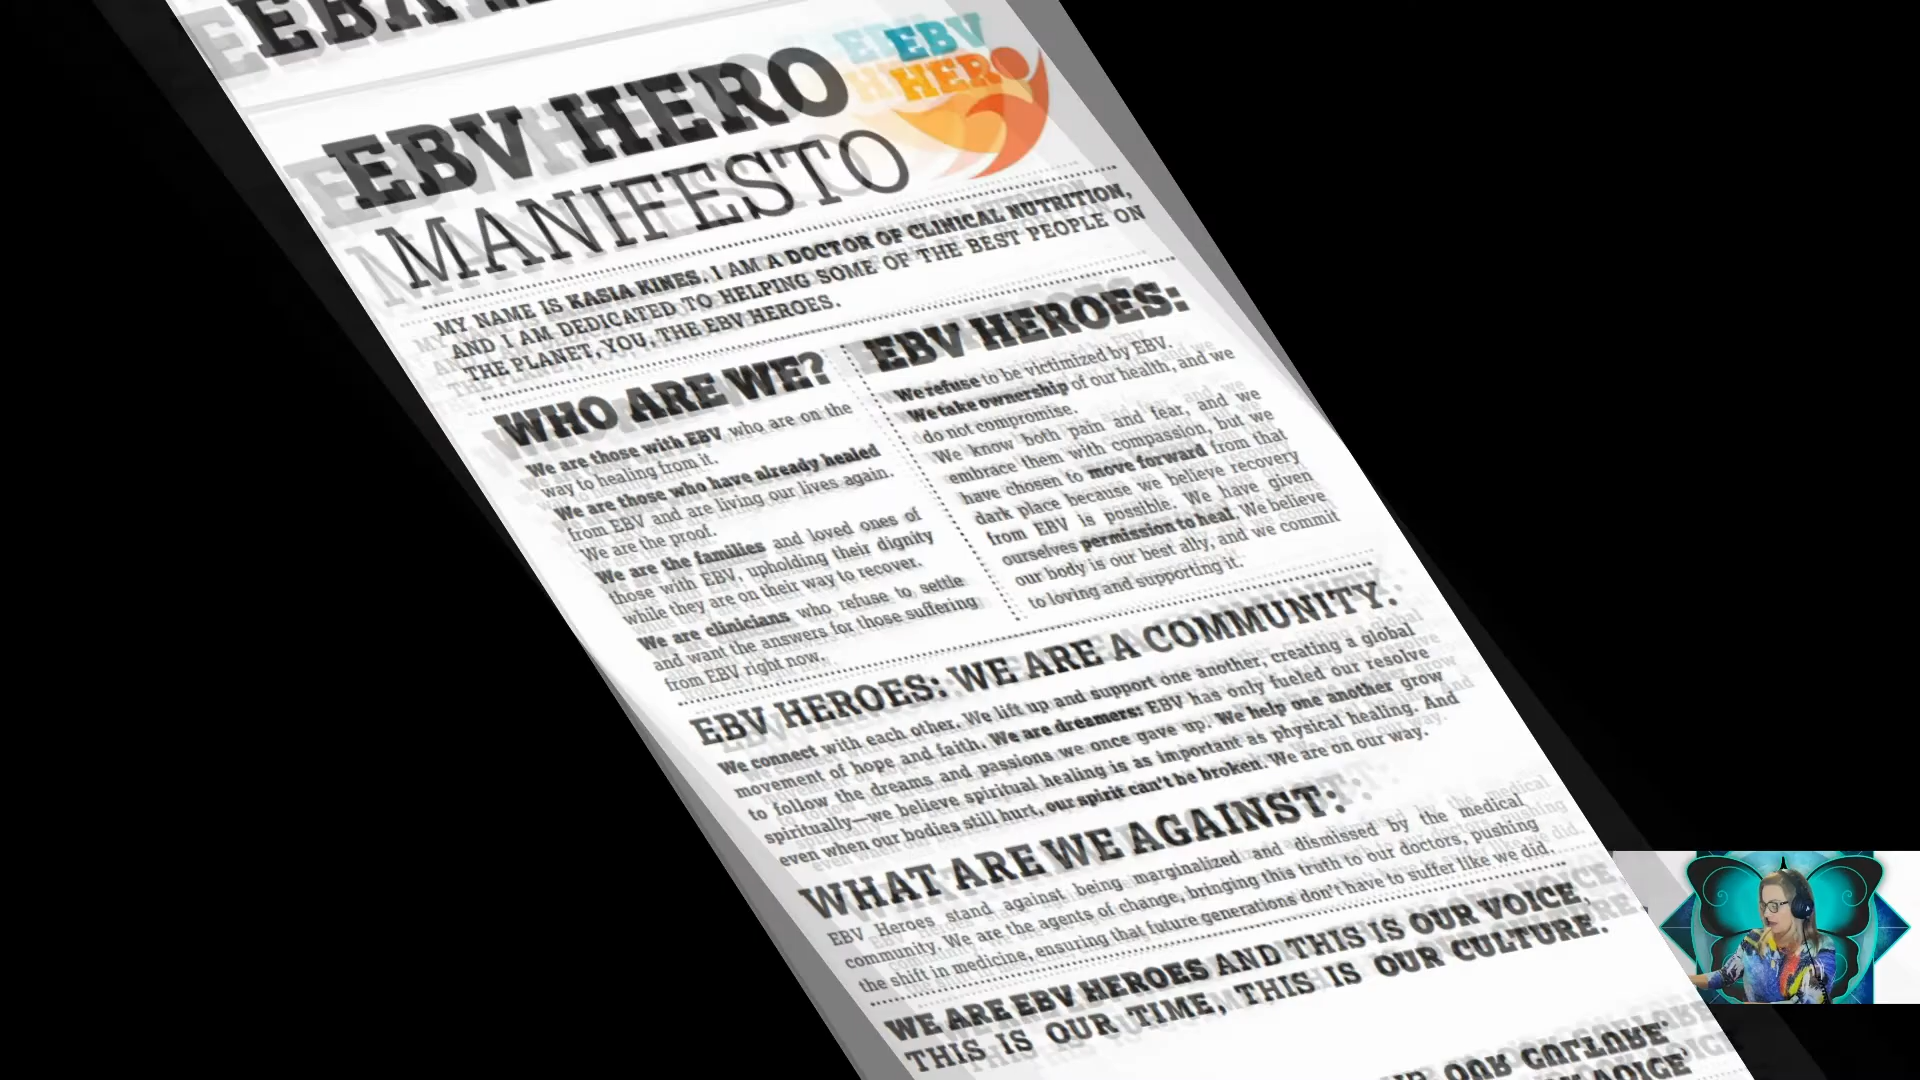 EBV HERO
EBV
HER
MANIFESTO
MY NAME IS KASIA KINES. I AM A DOCTOR OF CLINICAL NUTRITION,
AND I AM DEDICATED TO HELPING SOME OF THE BEST PEOPLE ON
THE PLANET, YOU, THE EBV HEROES.
WHO ARE WE?
We are those with EBV who are on the
way to healing from it.
We are those who have already healed
from EBV and are living our lives again.
We are the proof.
We are the families and loved ones of
those with EBV, upholding their dignity
while they are on their way to recover.
We are clinicians who refuse to settle
and want the answers for those suffering
from EBV right now.
EBV HEROES:
We refuse to be victimized by EBV.
We take ownership of our health, and we
do not compromise.
We know both pain and fear, and we
embrace them with compassion, but we
have chosen to move forward from that
dark place because we believe recovery
from EBV is possible. We have given
ourselves permission to heal. We believe
our body is our best ally, and we commit
to loving and supporting it.
EBV HEROES: WE ARE A COMMUNITY.
We connect with each other. We lift up and support one another, creating a global
movement of hope and faith. We are dreamers: EBV has only fueled our resolve
to follow the dreams and passions we once gave up. We help one another grow
spiritually—we believe spiritual healing is as important as physical healing. And
even when our bodies still hurt, our spirit can't be broken. We are on our way.
WHAT ARE WE AGAINST:
EBV Heroes stand against being marginalized and dismissed by the medical
community. We are the agents of change, bringing this truth to our doctors, pushing
the shift in medicine, ensuring that future generations don't have to suffer like we did.
WE ARE EBV HEROES AND THIS IS OUR VOICE,
THIS IS OUR TIME, THIS IS OUR CULTURE.